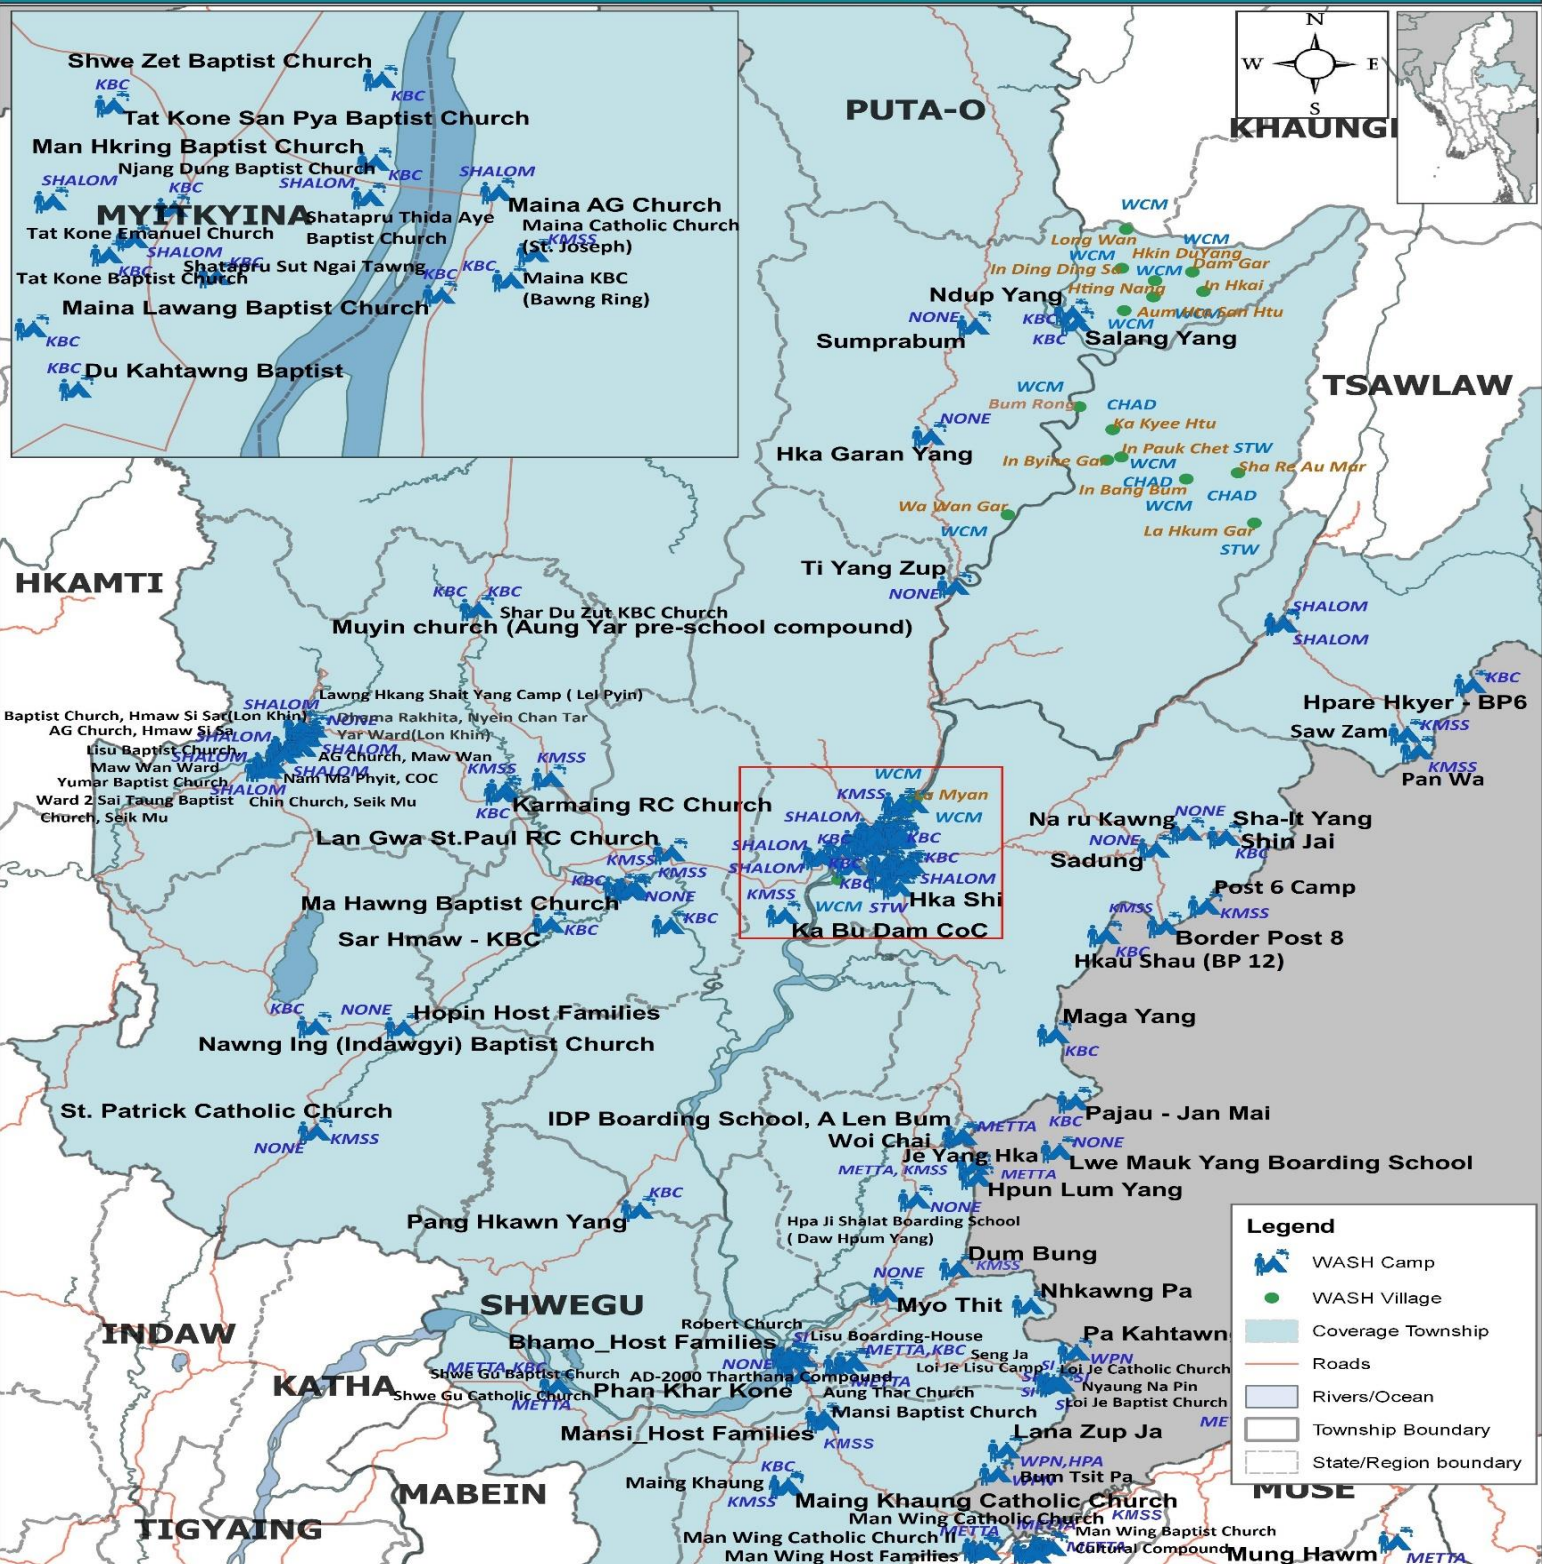 Shwe Zet Baptist Church
KBC
KBC
Tat Kone San Pya Baptist Church
Man Hkring Baptist Church
Njang Dung Baptist Church
KBC
SHALOM
KBC
SHALOM
SHALOM
MYITKYINA
Shatapru Thida Aye
Baptist Church
Maina AG Church
Maina Catholic Church
(St. Joseph)
KMSS
Tat Kone Emanuel Church
SHALOM
KBC
Shatapru Sut Ngai Tawng
KBC
Tat Kone Baptist Church
KBC
KBC
Maina KBC
(Bawng Ring)
Maina Lawang Baptist Church
KBC
KBC
Du Kahtawng Baptist
PUTA-O
N
W
E
S
KHAUNGL
WCM
Long Wan
WCM
WCM
Hkin DuYang
In Ding Ding Sa
WCM
Dam Gar
Hting Nang
In Hkai
Ndup Yang
NONE
KBC
Aum Htu San Htu
WCM
WCM
Sumprabum
KBC
Salang Yang
TSAWLAW
WCM
Bum Rong
CHAD
NONE
Ka Kyee Htu
Hka Garan Yang
In Pauk Chet
STW
In Byine Gar
WCM
Sha Re Au Mar
CHAD
In Bang Bum
CHAD
WCM
Wa Wan Gar
WCM
La Hkum Gar
STW
Ti Yang Zup
NONE
HKAMTI
KBC
KBC
Shar Du Zut KBC Church
Muyin church (Aung Yar pre-school compound)
SHALOM
SHALOM
KBC
Hpare Hkyer - BP6
Saw Zam
KMSS
KMSS
Pan Wa
Lawng Hkang Shait Yang Camp ( Lel Pyin)
SHALOM
Baptist Church, Hmaw Si Sar(Lon Khin)
NONE
Dhama Rakhita, Nyein Chan Tar
Yar Ward(Lon Khin)
AG Church, Hmaw Si Sa
SHALOM
Lisu Baptist Church,
Maw Wan Ward
SHALOM
SHALOM
AG Church, Maw Wan
SHALOM
Nam Ma Phyit, COC
Yumar Baptist Church
SHALOM
Ward 2 Sai Taung Baptist
Church, Seik Mu
Chin Church, Seik Mu
KMSS
KMSS
KBC
Karmaing RC Church
Lan Gwa St.Paul RC Church
KMSS
KMSS
KBC
NONE
Ma Hawng Baptist Church
KBC
Sar Hmaw - KBC
KBC
WCM
KMSS
La Myan
SHALOM
WCM
KBC
KBC
SHALOM
KBC
KBC
SHALOM
KBC
SHALOM
KMSS
WCM
STW
Hka Shi
Ka Bu Dam CoC
Na ru Kawng
NONE
Sha-It Yang
NONE
Shin Jai
KBC
Sadung
Post 6 Camp
KMSS
KMSS
Border Post 8
KBC
Hkau Shau (BP 12)
KBC
NONE
Hopin Host Families
Nawng Ing (Indawgyi) Baptist Church
Maga Yang
KBC
St. Patrick Catholic Church
KMSS
NONE
IDP Boarding School, A Len Bum
METTA
Pajau - Jan Mai
KBC
Woi Chai
NONE
Je Yang Hka
Lwe Mauk Yang Boarding School
METTA, KMSS
METTA
Hpun Lum Yang
NONE
KBC
Pang Hkawn Yang
Hpa Ji Shalat Boarding School
( Daw Hpum Yang)
Dum Bung
KMSS
NONE
Myo Thit
Nhkawng Pa
SHWEGU
Robert Church
Bhamo_Host Families
SI
Lisu Boarding-House
METTA,KBC
NONE
Seng Ja
Loi Je Lisu Camp
Pa Kahtawn
WPN
SI
Loi Je Catholic Church
SI
SI
Nyaung Na Pin
SI
Loi Je Baptist Church
METTA,KBC
Shwe Gu Baptist Church
AD-2000 Tharthana Compound
METTA
Phan Khar Kone
Aung Thar Church
Shwe Gu Catholic Church
METTA
Mansi Baptist Church
Mansi_Host Families
KMSS
Lana Zup Ja
WPN,HPA
WPN
Bum Tsit Pa
ME
INDAW
KATHA
MABEIN
TIGYAING
KBC
Maing Khaung
KMSS
Maing Khaung Catholic Church
Man Wing Catholic Church
KMSS
METTA
METTA
Man Wing Catholic Church II
Man Wing Baptist Church
METTA
Cultural Compound
Man Wing Host Families
Mung Hawm
METTA
MUSE
Legend
WASH Camp
WASH Village
Coverage Township
Roads
Rivers/Ocean
Township Boundary
State/Region boundary